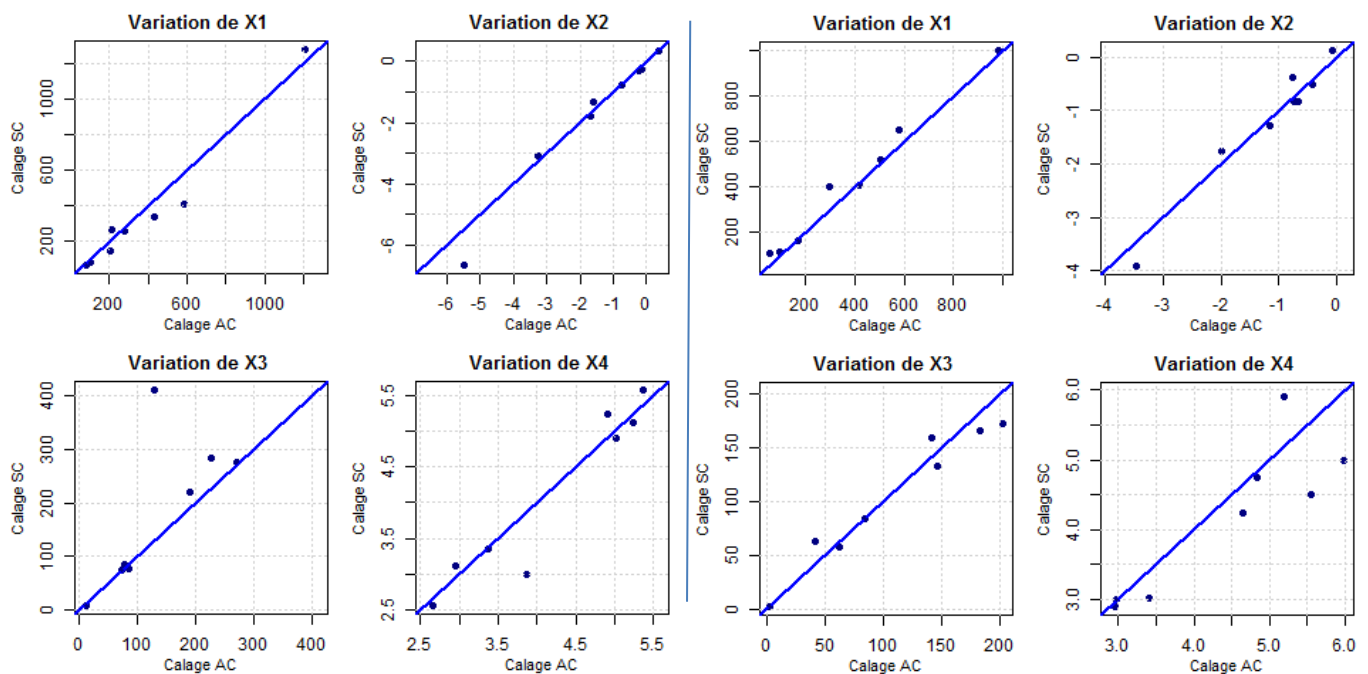 Variation de X1
Calage SC
200
600
1000
200
600
1000
Calage AC
Variation de X2
Calage SC
-6
-4
-2
0
-6
-5
-4
-3
-2
-1
0
Calage AC
Variation de X1
Calage SC
200
400
600
800
200
400
600
800
Calage AC
Variation de X2
Calage SC
-4
-3
-2
-1
0
-4
-3
-2
-1
0
Calage AC
Variation de X3
Calage SC
0
100
200
300
400
0
100
200
300
400
Calage AC
Variation de X4
Calage SC
2.5
3.5
4.5
5.5
2.5
3.5
4.5
5.5
Calage AC
Variation de X3
Calage SC
0
50
100
150
200
0
50
100
150
200
Calage AC
Variation de X4
Calage SC
3.0
4.0
5.0
6.0
3.0
4.0
5.0
6.0
Calage AC